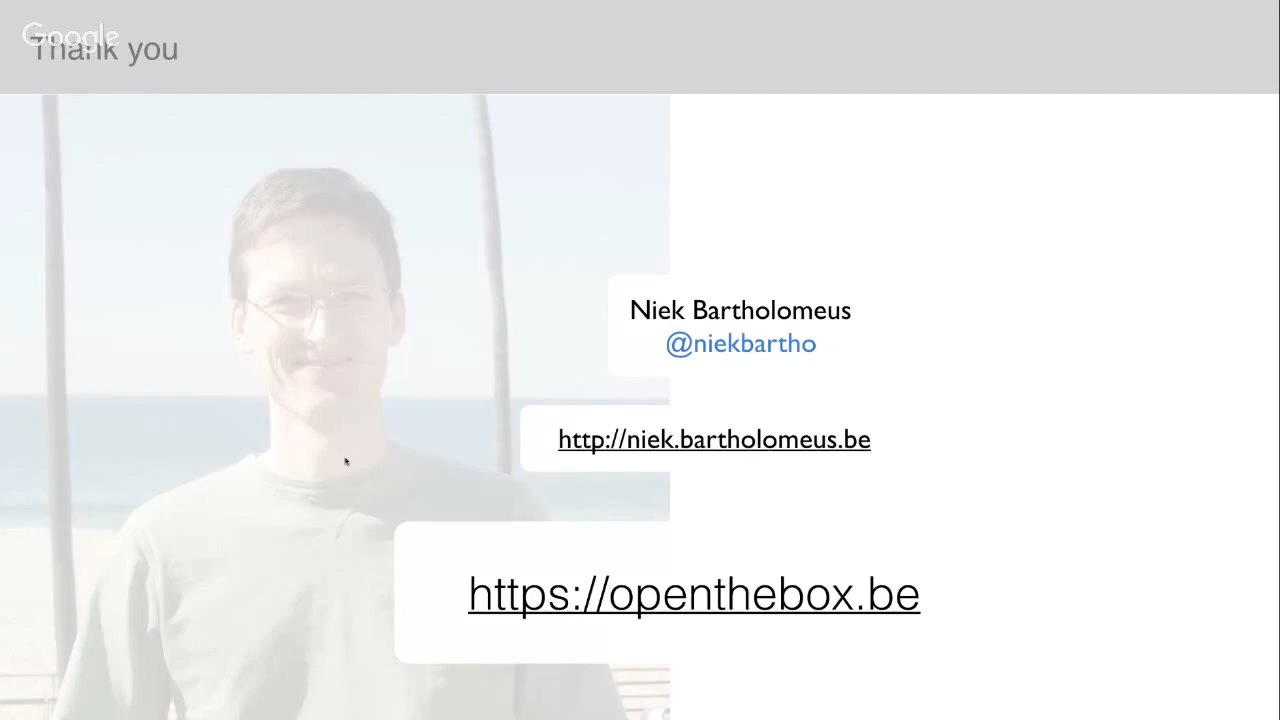 Google
Thank you
Niek Bartholomeus
@niekbartho
http://niek.bartholomeus.be
https://openthebox.be